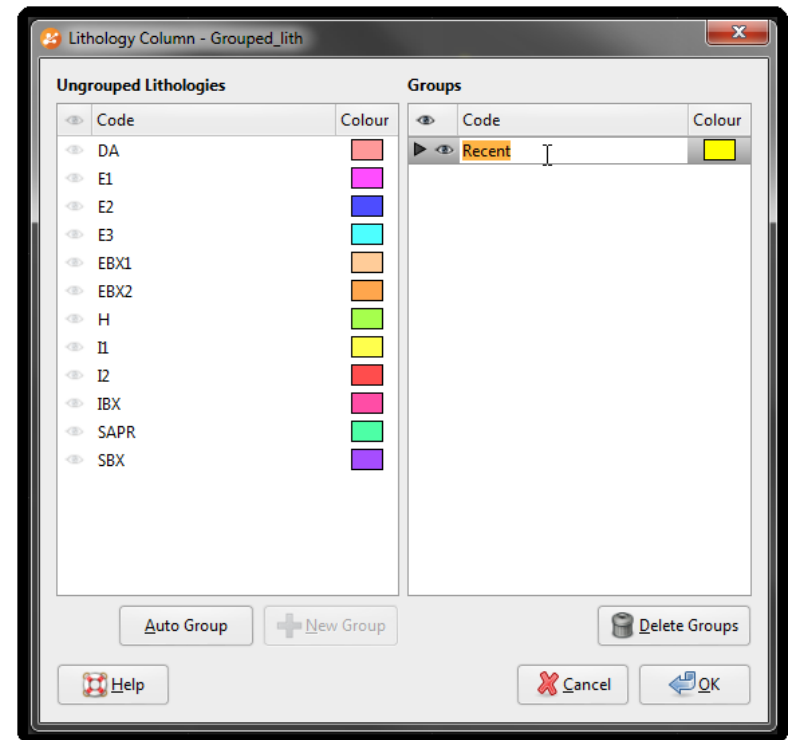 Lithology Column - Grouped_lith
Ungrouped Lithologies
Code Colour
DA
E1
E2
E3
EBX1
EBX2
H
I1
I2
IBX
SAPR
SBX
Auto Group New Group
Groups
Code Colour
Recent
Delete Groups
Help Cancel OK